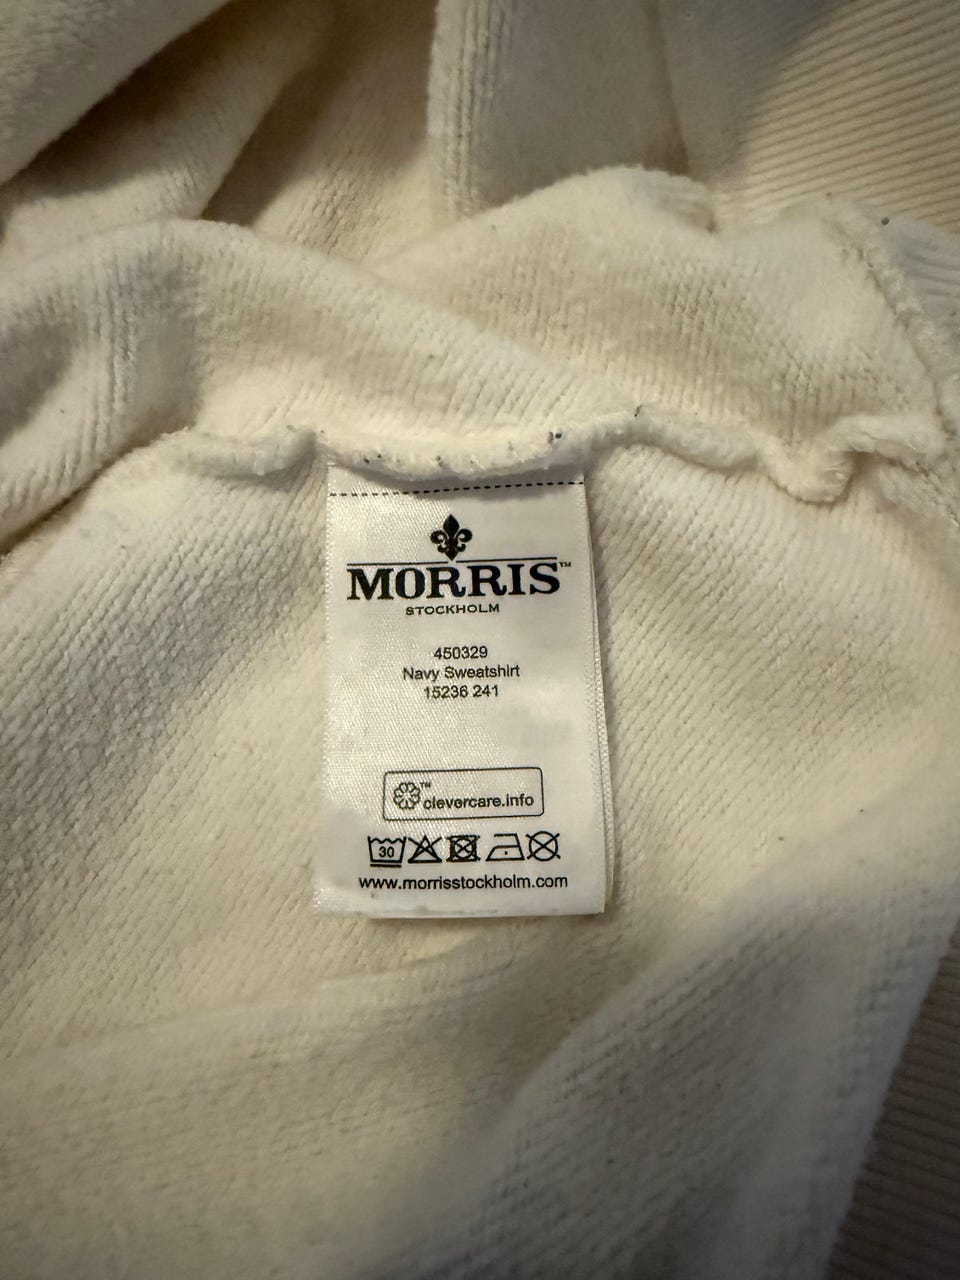 MORRIS™
STOCKHOLM
450329
Navy Sweatshirt
15236 241
™
clevercare.info
30
www.morrisstockholm.com